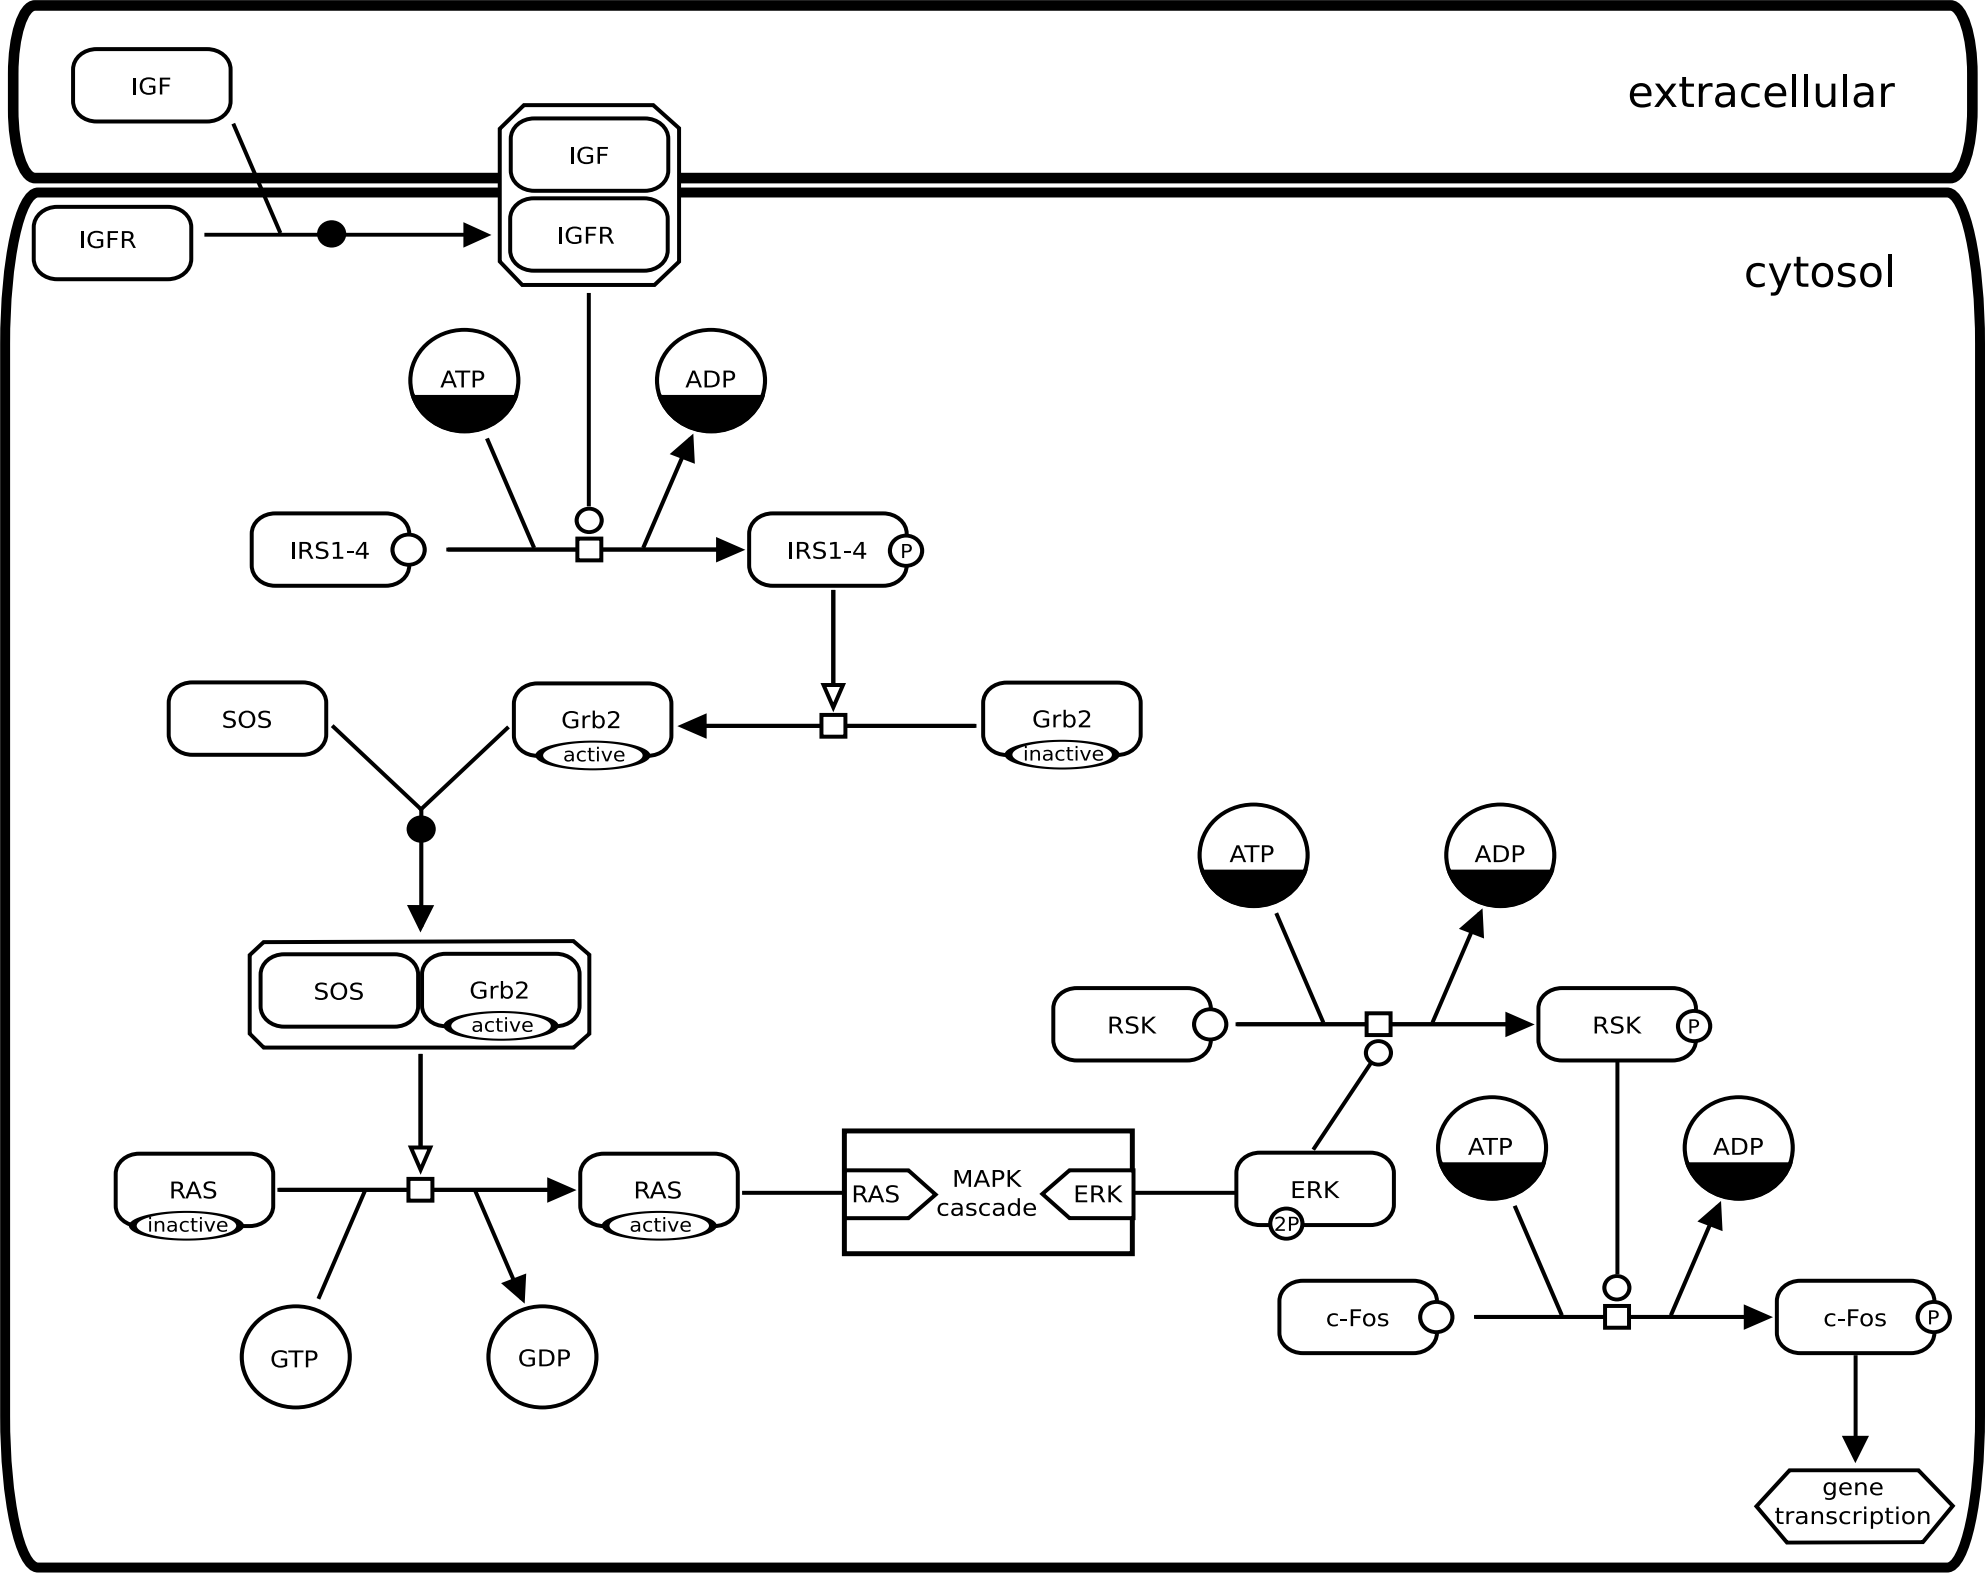 IGF
extracellular
IGF
IGFR
IGFR
cytosol
ATP
ADP
IRS1-4
IRS1-4
P
SOS
Grb2
active
Grb2
inactive
ATP
ADP
SOS
Grb2
active
RSK
RSK
P
ATP
ADP
RAS
inactive
RAS
active
RAS
MAPK
cascade
ERK
ERK
2P
GTP
GDP
c-Fos
c-Fos
P
gene
transcription